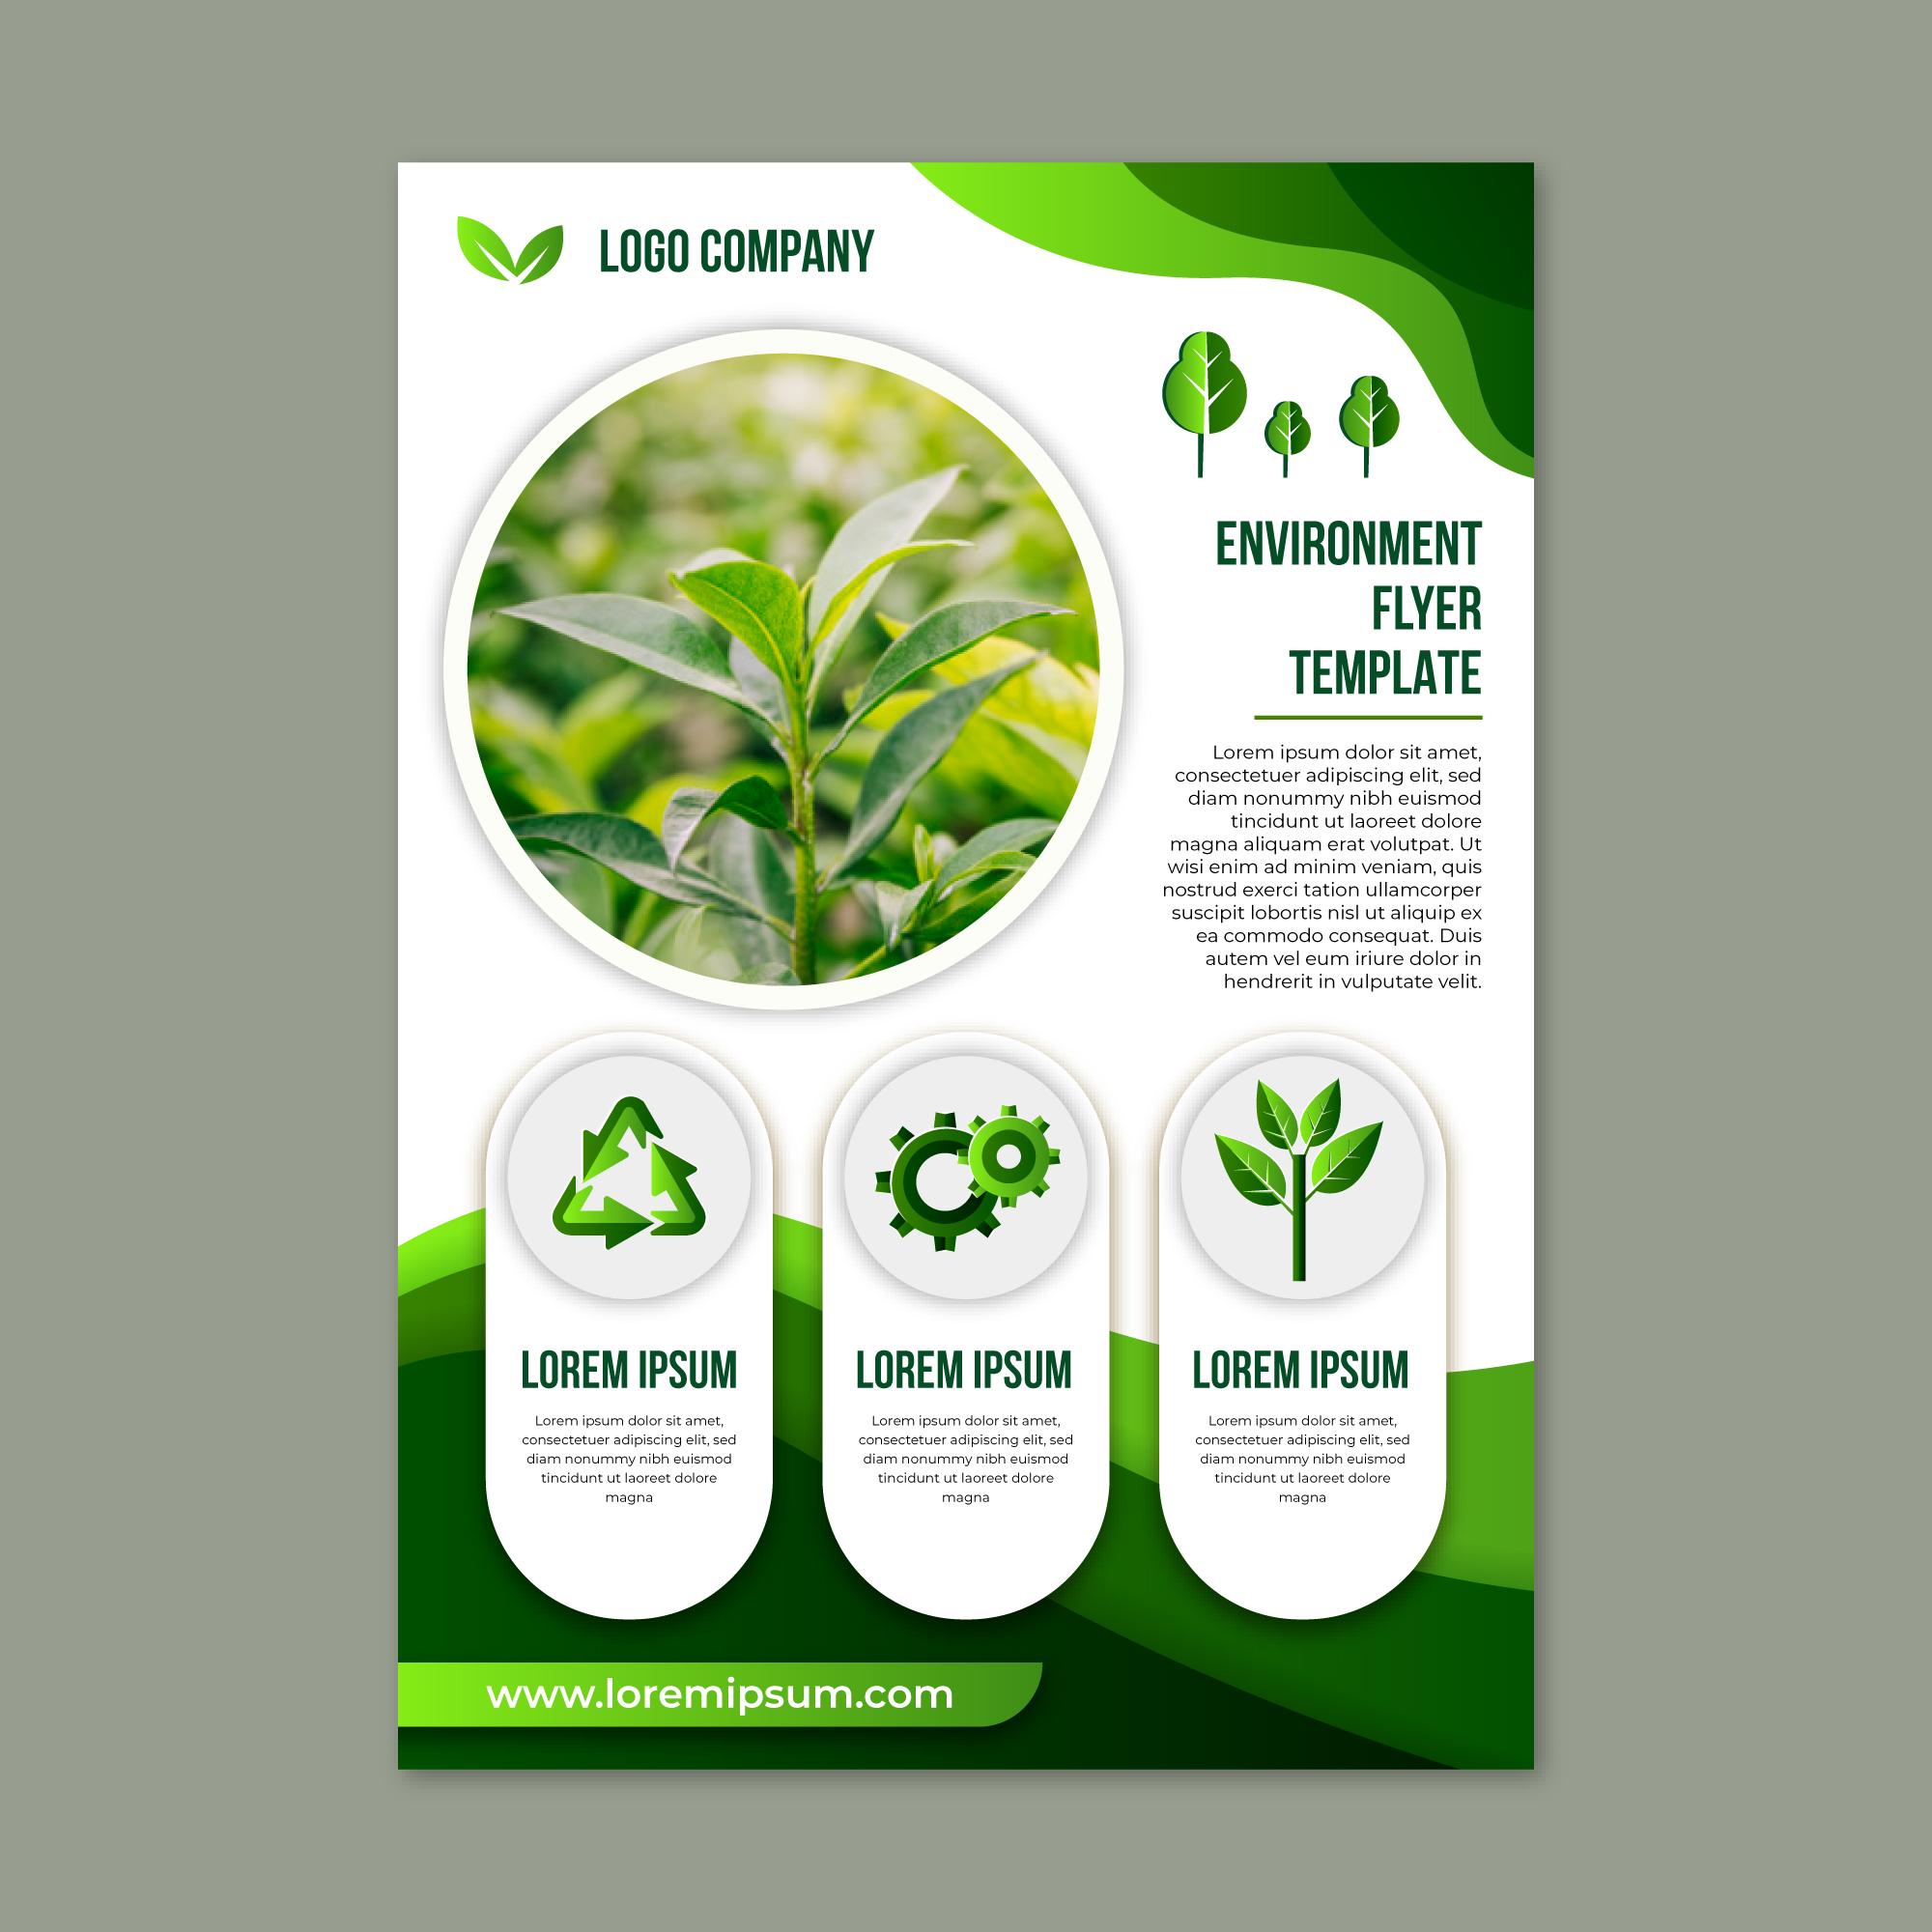 LOGO COMPANY
ENVIRONMENT
FLYER
TEMPLATE
Lorem ipsum dolor sit amet,
consectetuer adipiscing elit, sed
diam nonummy nibh euismod
tincidunt ut laoreet dolore
magna aliquam erat volutpat. Ut
wisi enim ad minim veniam, quis
nostrud exerci tation ullamcorper
suscipit lobortis nisl ut aliquip ex
ea commodo consequat. Duis
autem vel eum iriure dolor in
hendrerit in vulputate velit.
LOREM IPSUM
Lorem ipsum dolor sit amet,
consectetuer adipiscing elit, sed
diam nonummy nibh euismod
tincidunt ut laoreet dolore
magna
LOREM IPSUM
Lorem ipsum dolor sit amet,
consectetuer adipiscing elit, sed
diam nonummy nibh euismod
tincidunt ut laoreet dolore
magna
LOREM IPSUM
Lorem ipsum dolor sit amet,
consectetuer adipiscing elit, sed
diam nonummy nibh euismod
tincidunt ut laoreet dolore
magna
www.loremipsum.com